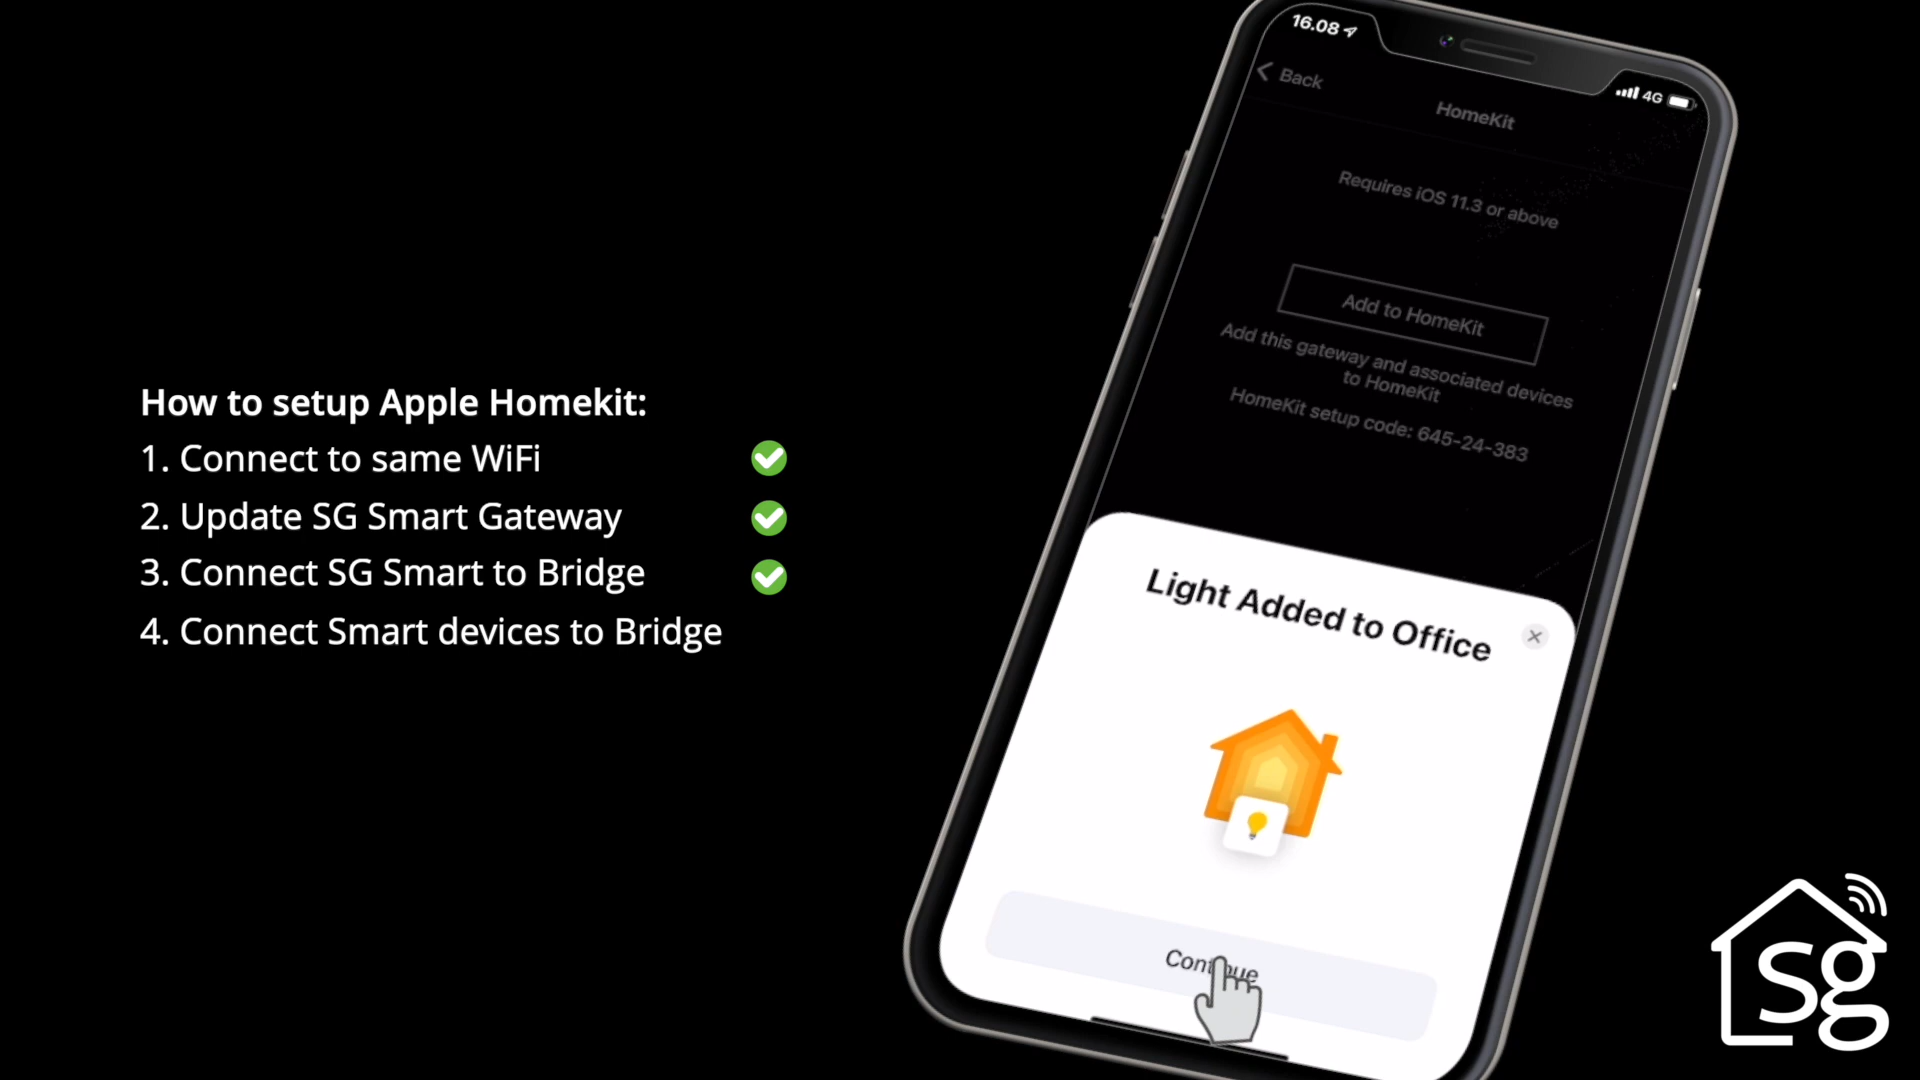 How to setup Apple Homekit:
1. Connect to same WiFi
2. Update SG Smart Gateway
3. Connect SG Smart to Bridge
4. Connect Smart devices to Bridge
16.08
4G
Back
HomeKit
Requires iOS 11.3 or above
Add to HomeKit
Add this gateway and associated devices
to HomeKit
HomeKit setup code: 645-24-383
Light Added to Office
Continue
sg